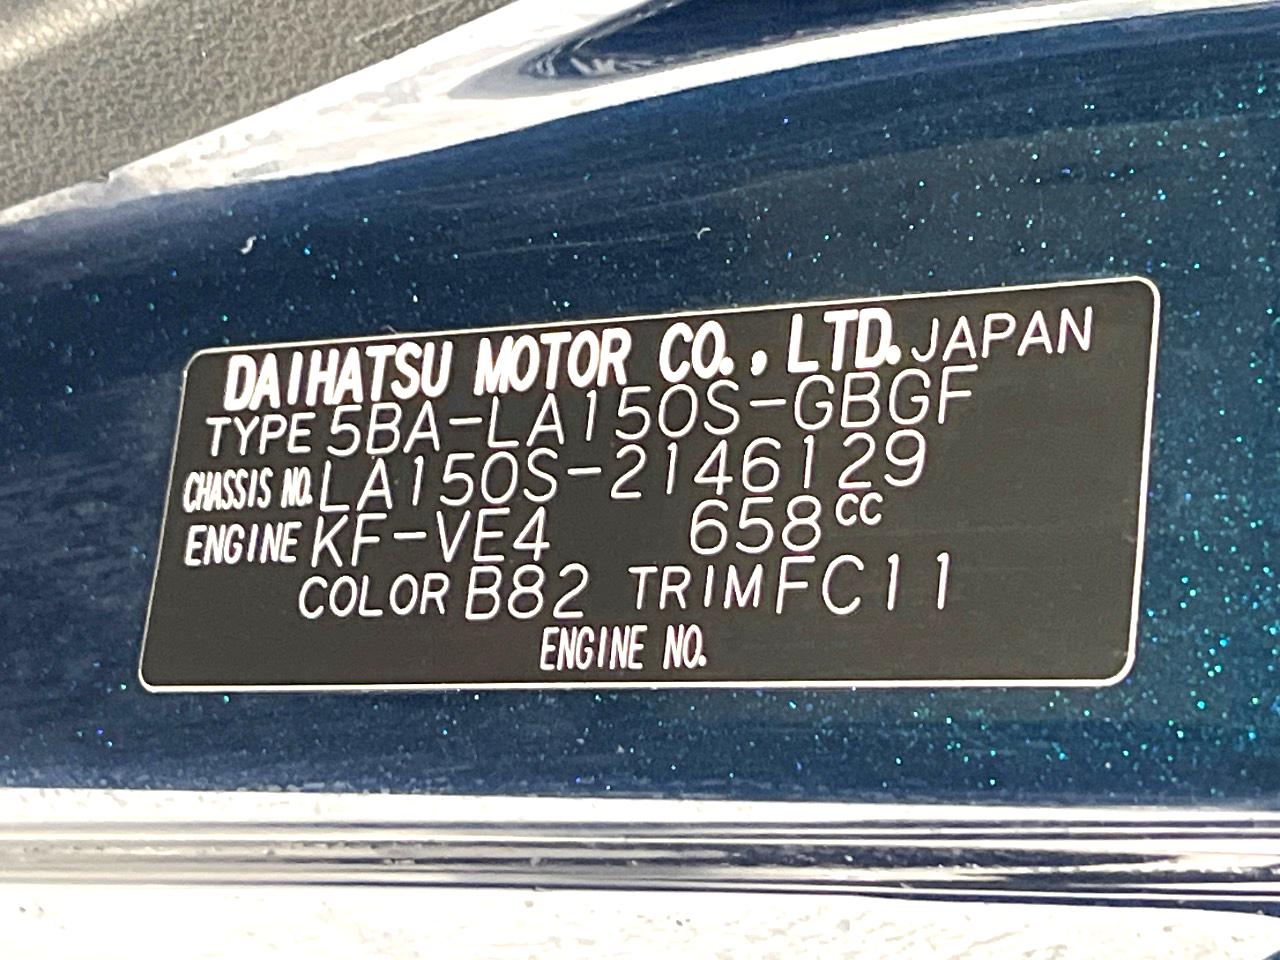 DAIHATSU MOTOR CO., LTD. JAPAN
TYPE 5BA-LA150S-GBGF
CHASSIS NO. LA150S-2146129
ENGINE KF-VE4 658cc
COLOR B82 TRIM FC11
ENGINE NO.